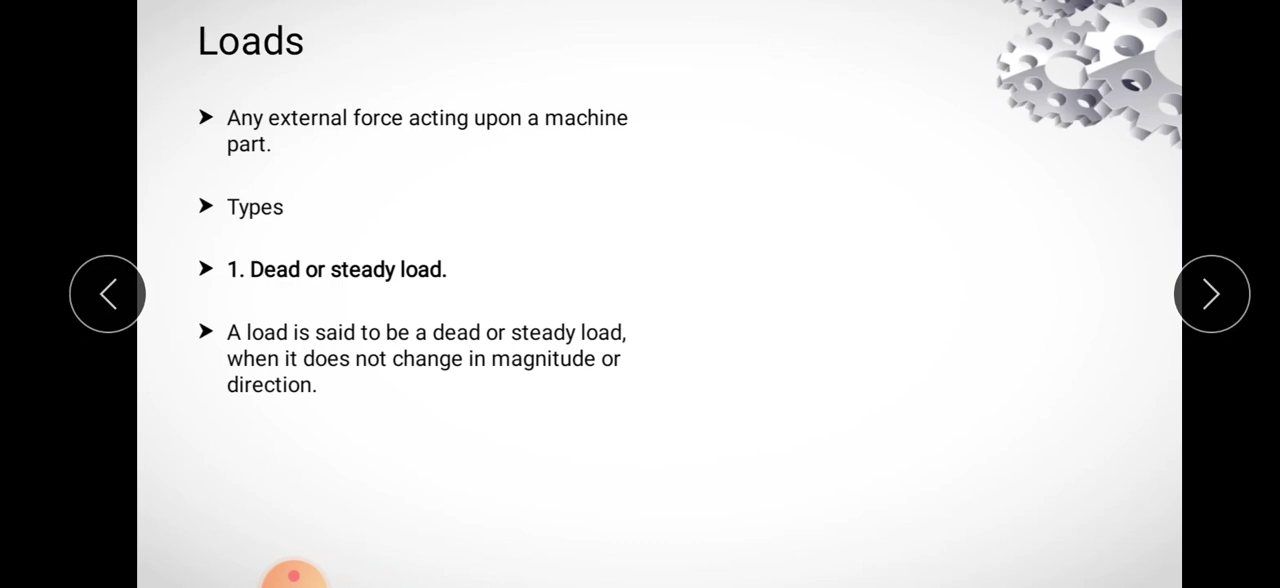 Loads
➤ Any external force acting upon a machine
part.
➤ Types
➤ 1. Dead or steady load.
➤ A load is said to be a dead or steady load,
when it does not change in magnitude or
direction.